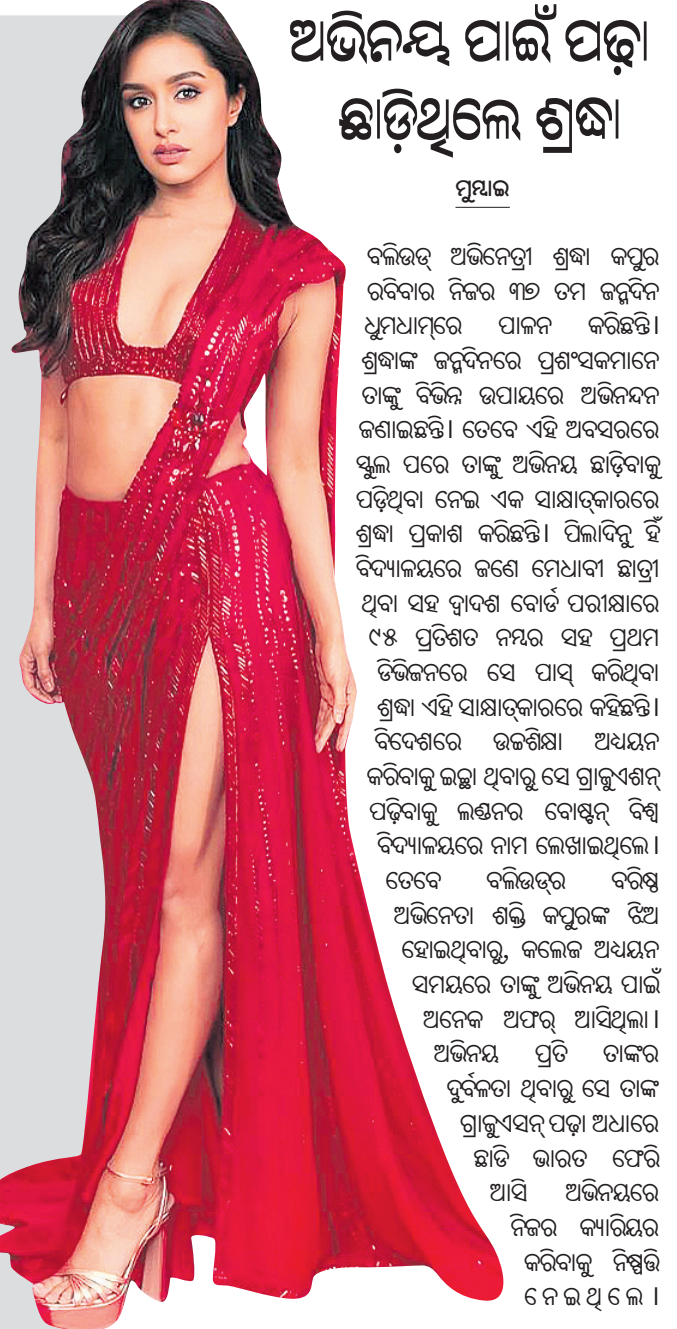 ଅଭିନୟ ପାଇଁ ପଢ଼ା
ଛାଡ଼ିଥିଲେ ଶ୍ରଦ୍ଧା
ମୁମ୍ବାଇ
ବଲିଉଡ୍ ଅଭିନେତ୍ରୀ ଶ୍ରଦ୍ଧା କପୁର
ରବିବାର ନିଜର ୩୭ ତମ ଜନ୍ମଦିନ
ଧୁମଧାମ୍‌ରେ ପାଳନ କରିଛନ୍ତି।
ଶ୍ରଦ୍ଧାଙ୍କ ଜନ୍ମଦିନରେ ପ୍ରଶଂସକମାନେ
ତାଙ୍କୁ ବିଭିନ୍ନ ଉପାୟରେ ଅଭିନନ୍ଦନ
ଜଣାଇଛନ୍ତି। ତେବେ ଏହି ଅବସରରେ
ସ୍କୁଲ ପରେ ତାଙ୍କୁ ଅଭିନୟ ଛାଡ଼ିବାକୁ
ପଡ଼ିଥିବା ନେଇ ଏକ ସାକ୍ଷାତ୍‌କାରରେ
ଶ୍ରଦ୍ଧା ପ୍ରକାଶ କରିଛନ୍ତି। ପିଲାଦିନୁ ହିଁ
ବିଦ୍ୟାଳୟରେ ଜଣେ ମେଧାବୀ ଛାତ୍ରୀ
ଥିବା ସହ ଦ୍ୱାଦଶ ବୋର୍ଡ ପରୀକ୍ଷାରେ
୯୫ ପ୍ରତିଶତ ନମ୍ବର ସହ ପ୍ରଥମ
ଡିଭିଜନରେ ସେ ପାସ୍ କରିଥିବା
ଶ୍ରଦ୍ଧା ଏହି ସାକ୍ଷାତ୍‌କାରରେ କହିଛନ୍ତି।
ବିଦେଶରେ ଉଚ୍ଚଶିକ୍ଷା ଅଧ୍ୟୟନ
କରିବାକୁ ଇଚ୍ଛା ଥିବାରୁ ସେ ଗ୍ରାଜୁଏଶନ୍
ପଢ଼ିବାକୁ ଲଣ୍ଡନର ବୋଷ୍ଟନ୍ ବିଶ୍ୱ
ବିଦ୍ୟାଳୟରେ ନାମ ଲେଖାଇଥିଲେ।
ତେବେ ବଲିଉଡ୍‌ର ବରିଷ୍ଠ
ଅଭିନେତା ଶକ୍ତି କପୁରଙ୍କ ଝିଅ
ହୋଇଥିବାରୁ, କଲେଜ ଅଧ୍ୟୟନ
ସମୟରେ ତାଙ୍କୁ ଅଭିନୟ ପାଇଁ
ଅନେକ ଅଫର୍ ଆସିଥିଲା।
ଅଭିନୟ ପ୍ରତି ତାଙ୍କର
ଦୁର୍ବଳତା ଥିବାରୁ ସେ ତାଙ୍କ
ଗ୍ରାଜୁଏସନ୍ ପଢ଼ା ଅଧାରେ
ଛାଡି ଭାରତ ଫେରି
ଆସି ଅଭିନୟରେ
ନିଜର କ୍ୟାରିୟର
କରିବାକୁ ନିଷ୍ପତ୍ତି
ନେଇଥିଲେ।